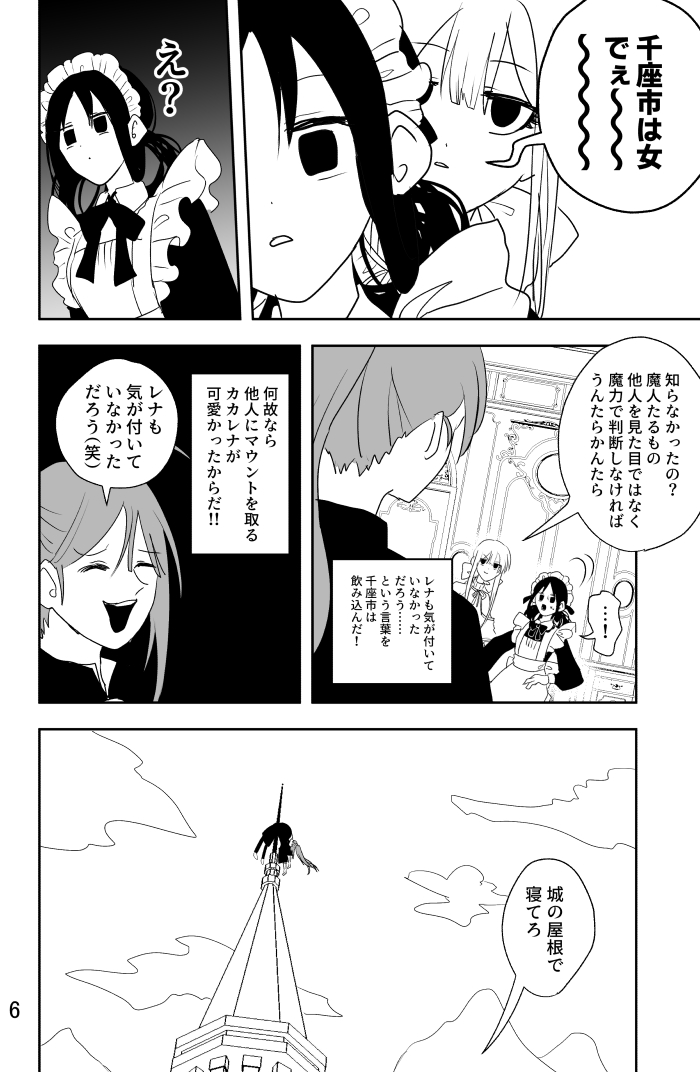 千座市は女
でぇ〜〜
〜〜〜〜
え?
知らなかったの?
魔人たるもの
他人を見た目ではなく
魔力で判断しなければ
うんたらかんたら
…!
レナも気が付いて
いなかった
だろう……
という言葉を
千座市は
飲み込んだ!
何故なら
他人にマウントを取る
カカレナが
可愛かったからだ!!
レナも
気が付いて
いなかった
だろう(笑)
城の屋根で
寝てろ
6